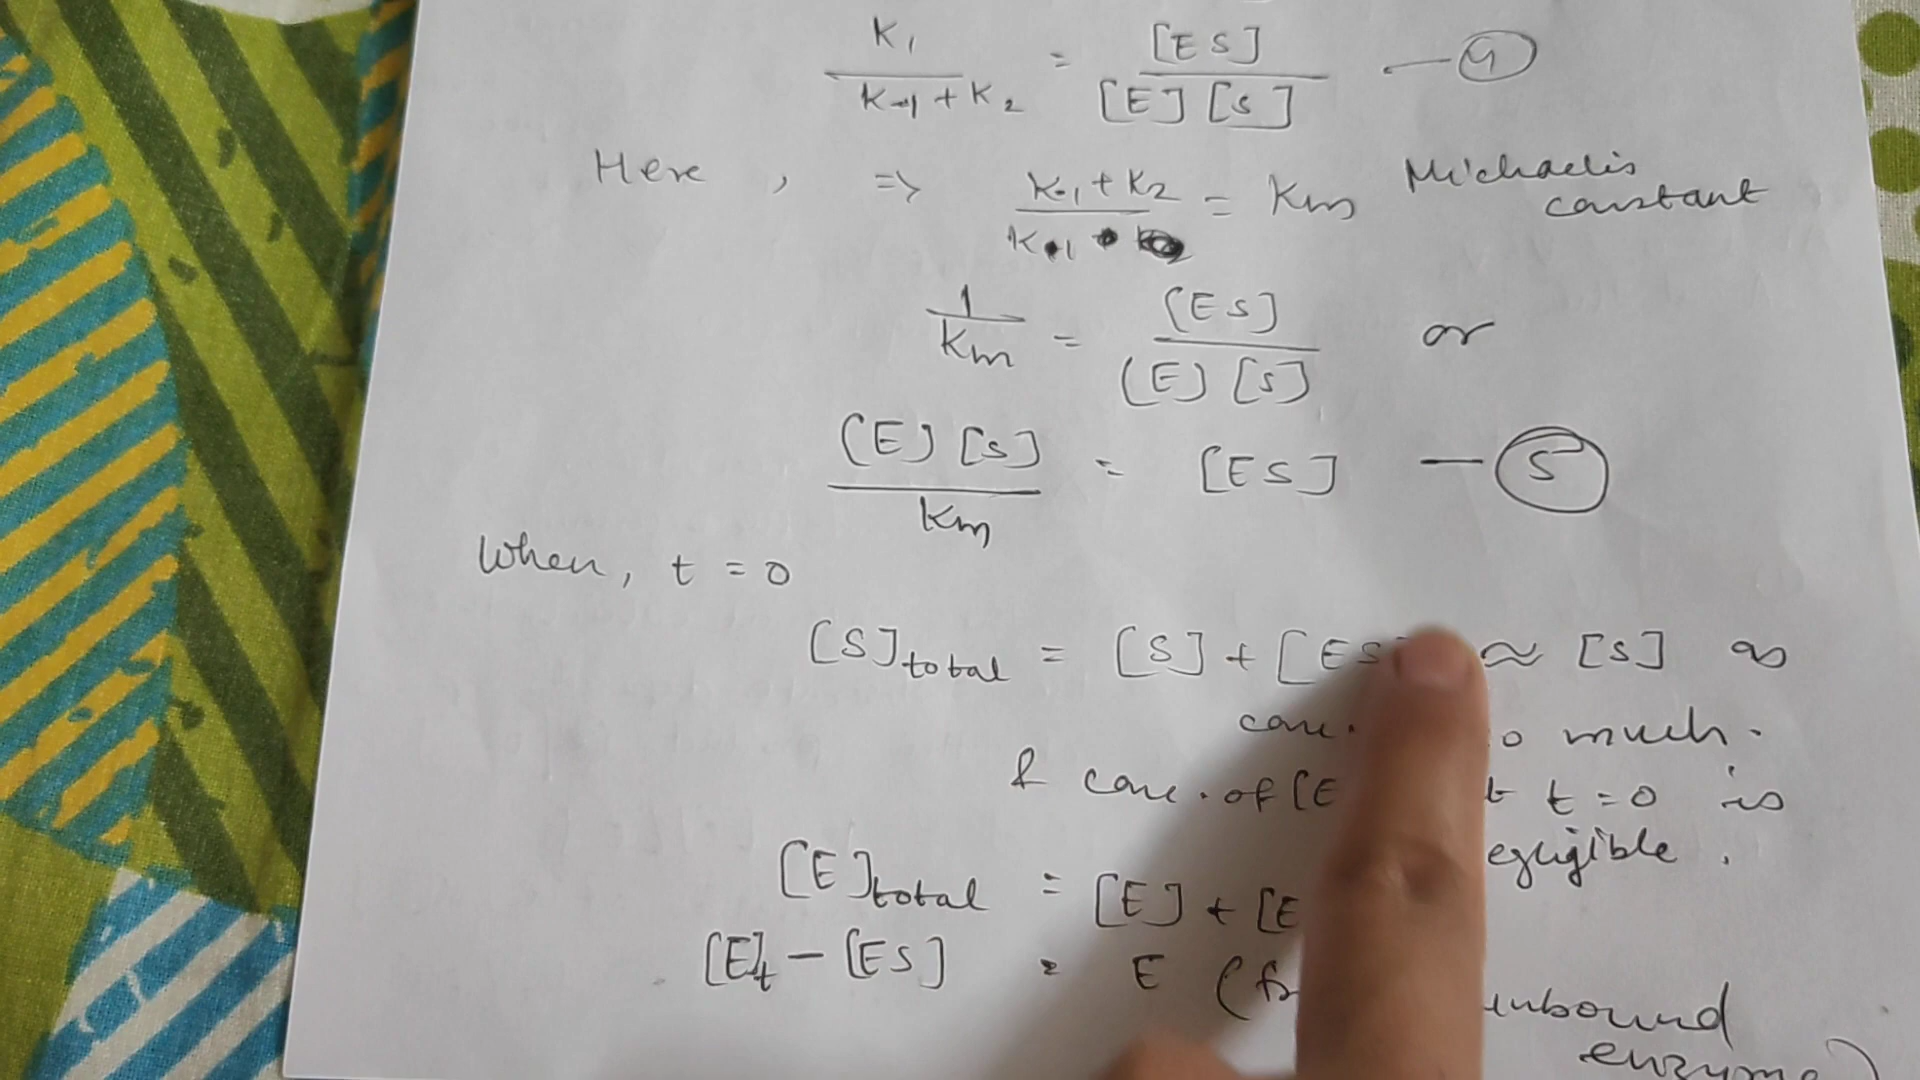 K1 / K-1 + K2 = [ES] / [E][S] — 4
Here, => K-1 + K2 / K1 = Km Michaelis constant
1 / Km = [ES] / [E][S] or
[E][S] / Km = [ES] — 5
When, t = 0
[S]total = [S] + [ES ≈ [S] as
conc. much.
& conc. of [E t = 0 is
[E]total = [E] + [E
[E]t - [ES] = E ( unbound
enzyme)